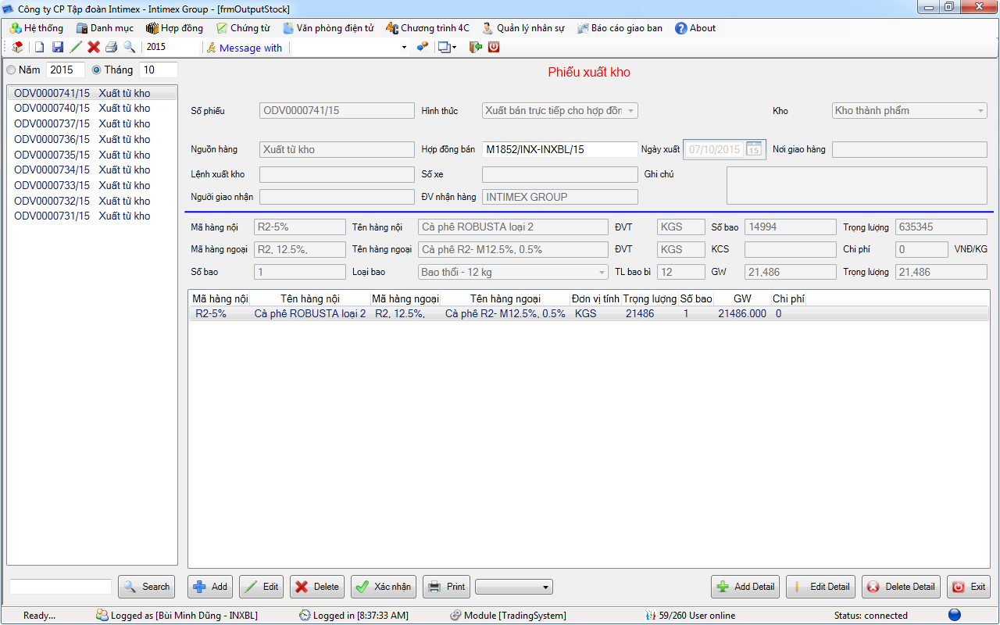 Công ty CP Tập đoàn Intimex - Intimex Group - [frmOutputStock]
Hệ thống Danh mục Hợp đồng Chứng từ Văn phòng điện tử 4C Chương trình 4C Quản lý nhân sự Báo cáo giao ban About
2015 Message with
Năm 2015 Tháng 10
Phiếu xuất kho
ODV0000741/15 Xuất từ kho
ODV0000740/15 Xuất từ kho
ODV0000737/15 Xuất từ kho
ODV0000736/15 Xuất từ kho
ODV0000735/15 Xuất từ kho
ODV0000734/15 Xuất từ kho
ODV0000733/15 Xuất từ kho
ODV0000732/15 Xuất từ kho
ODV0000731/15 Xuất từ kho
Số phiếu ODV0000741/15 Hình thức Xuất bán trực tiếp cho hợp đồn Kho Kho thành phẩm
Nguồn hàng Xuất từ kho Hợp đồng bán M1852/INX-INXBL/15 Ngày xuất 07/10/2015 15 Nơi giao hàng
Lệnh xuất kho Số xe Ghi chú
Người giao nhận ĐV nhận hàng INTIMEX GROUP
Mã hàng nội R2-5% Tên hàng nội Cà phê ROBUSTA loại 2 ĐVT KGS Số bao 14994 Trọng lượng 635345
Mã hàng ngoại R2, 12.5%, Tên hàng ngoại Cà phê R2- M12.5%, 0.5% ĐVT KGS KCS Chi phí 0 VNĐ/KG
Số bao 1 Loại bao Bao thổi - 12 kg TL bao bì 12 GW 21,486 Trọng lượng 21,486
Mã hàng nội Tên hàng nội Mã hàng ngoại Tên hàng ngoại Đơn vị tính Trọng lượng Số bao GW Chi phí
R2-5% Cà phê ROBUSTA loại 2 R2, 12.5%, Cà phê R2- M12.5%, 0.5% KGS 21486 1 21486.000 0
Search Add Edit Delete Xác nhận Print Add Detail Edit Detail Delete Detail Exit
Ready... Logged as [Bùi Minh Dũng - INXBL] Logged in [8:37:33 AM] Module [TradingSystem] 59/260 User online Status: connected